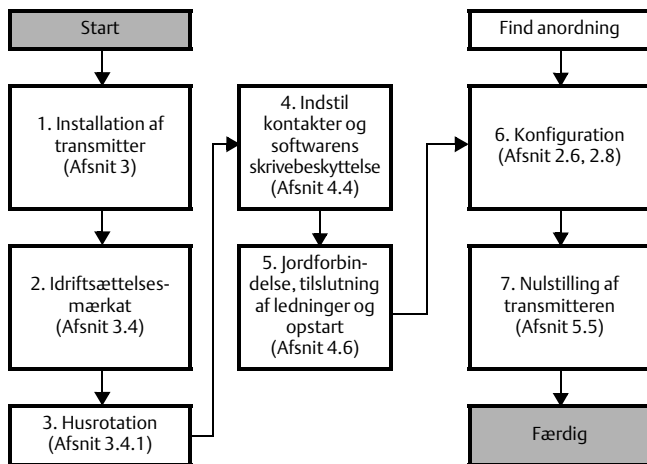 Start
1. Installation af
transmitter
(Afsnit 3)
2. Idriftsættelses-
mærkat
(Afsnit 3.4)
3. Husrotation
(Afsnit 3.4.1)
4. Indstil
kontakter og
softwarens
skrivebeskyttelse
(Afsnit 4.4)
5. Jordforbin-
delse, tilslutning
af ledninger og
opstart
(Afsnit 4.6)
Find anordning
6. Konfiguration
(Afsnit 2.6, 2.8)
7. Nulstilling af
transmitteren
(Afsnit 5.5)
Færdig